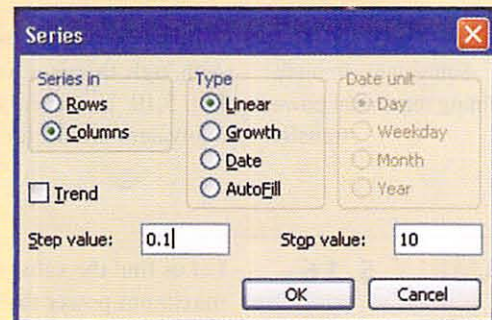 Series
Series in
Rows
Columns
Trend
Type
Linear
Growth
Date
AutoFill
Date unit
Day
Weekday
Month
Year
Step value: 0.1
Stop value: 10
OK
Cancel